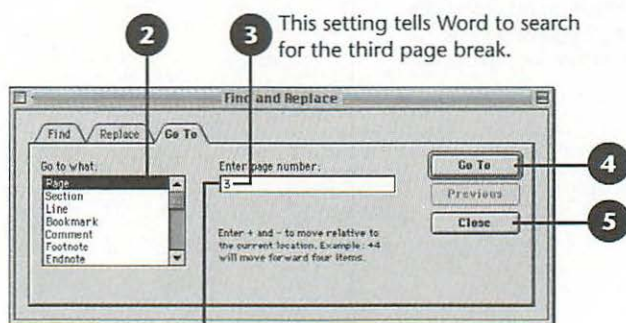 2
3
This setting tells Word to search
for the third page break.
Find and Replace
Find
Replace
Go To
Go to what:
Page
Section
Line
Bookmark
Comment
Footnote
Endnote
Enter page number:
3
Enter + and - to move relative to
the current location. Example: +4
will move forward four items.
Go To
4
Previous
Close
5